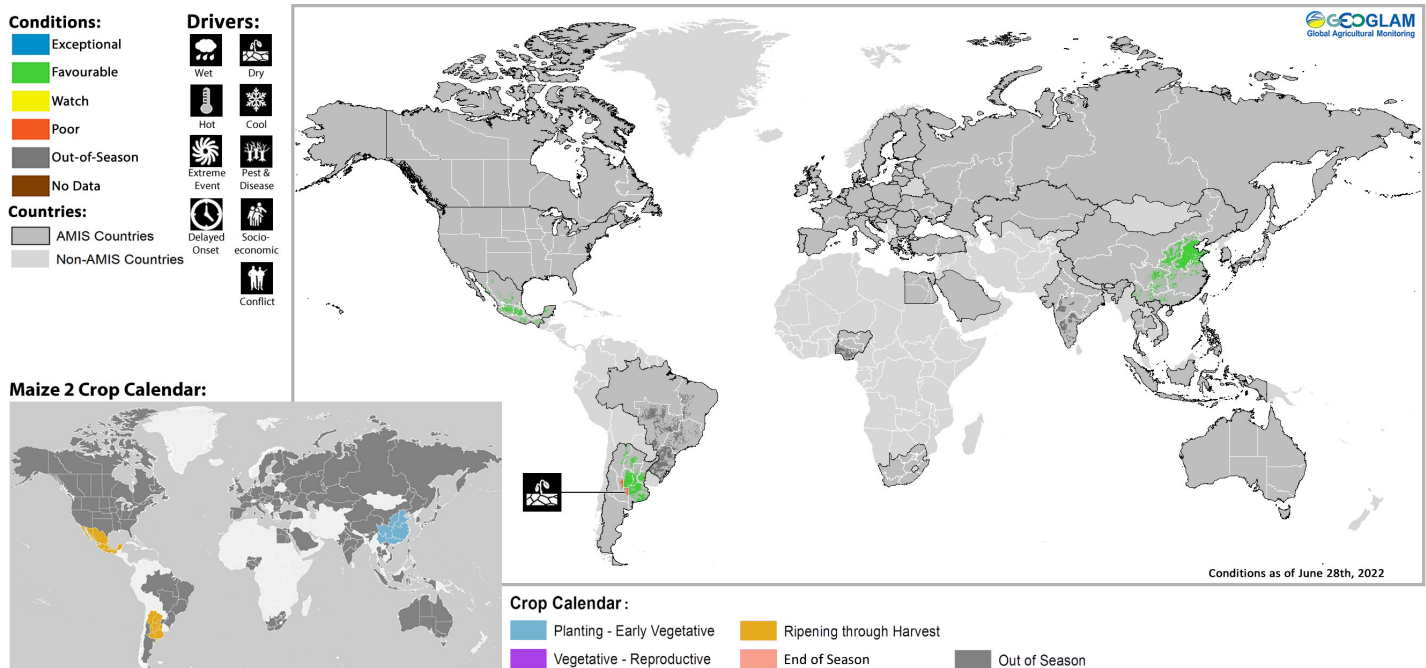 Conditions:
Exceptional
Favourable
Watch
Poor
Out-of-Season
No Data
Countries:
AMIS Countries
Non-AMIS Countries
Drivers:
Wet
Dry
Hot
Cool
Extreme
Event
Pest &
Disease
Delayed
Onset
Socio-
economic
Conflict
GEOGLAM
Global Agricultural Monitoring
Conditions as of June 28th, 2022
Maize 2 Crop Calendar:
Crop Calendar :
Planting - Early Vegetative
Ripening through Harvest
Vegetative - Reproductive
End of Season
Out of Season